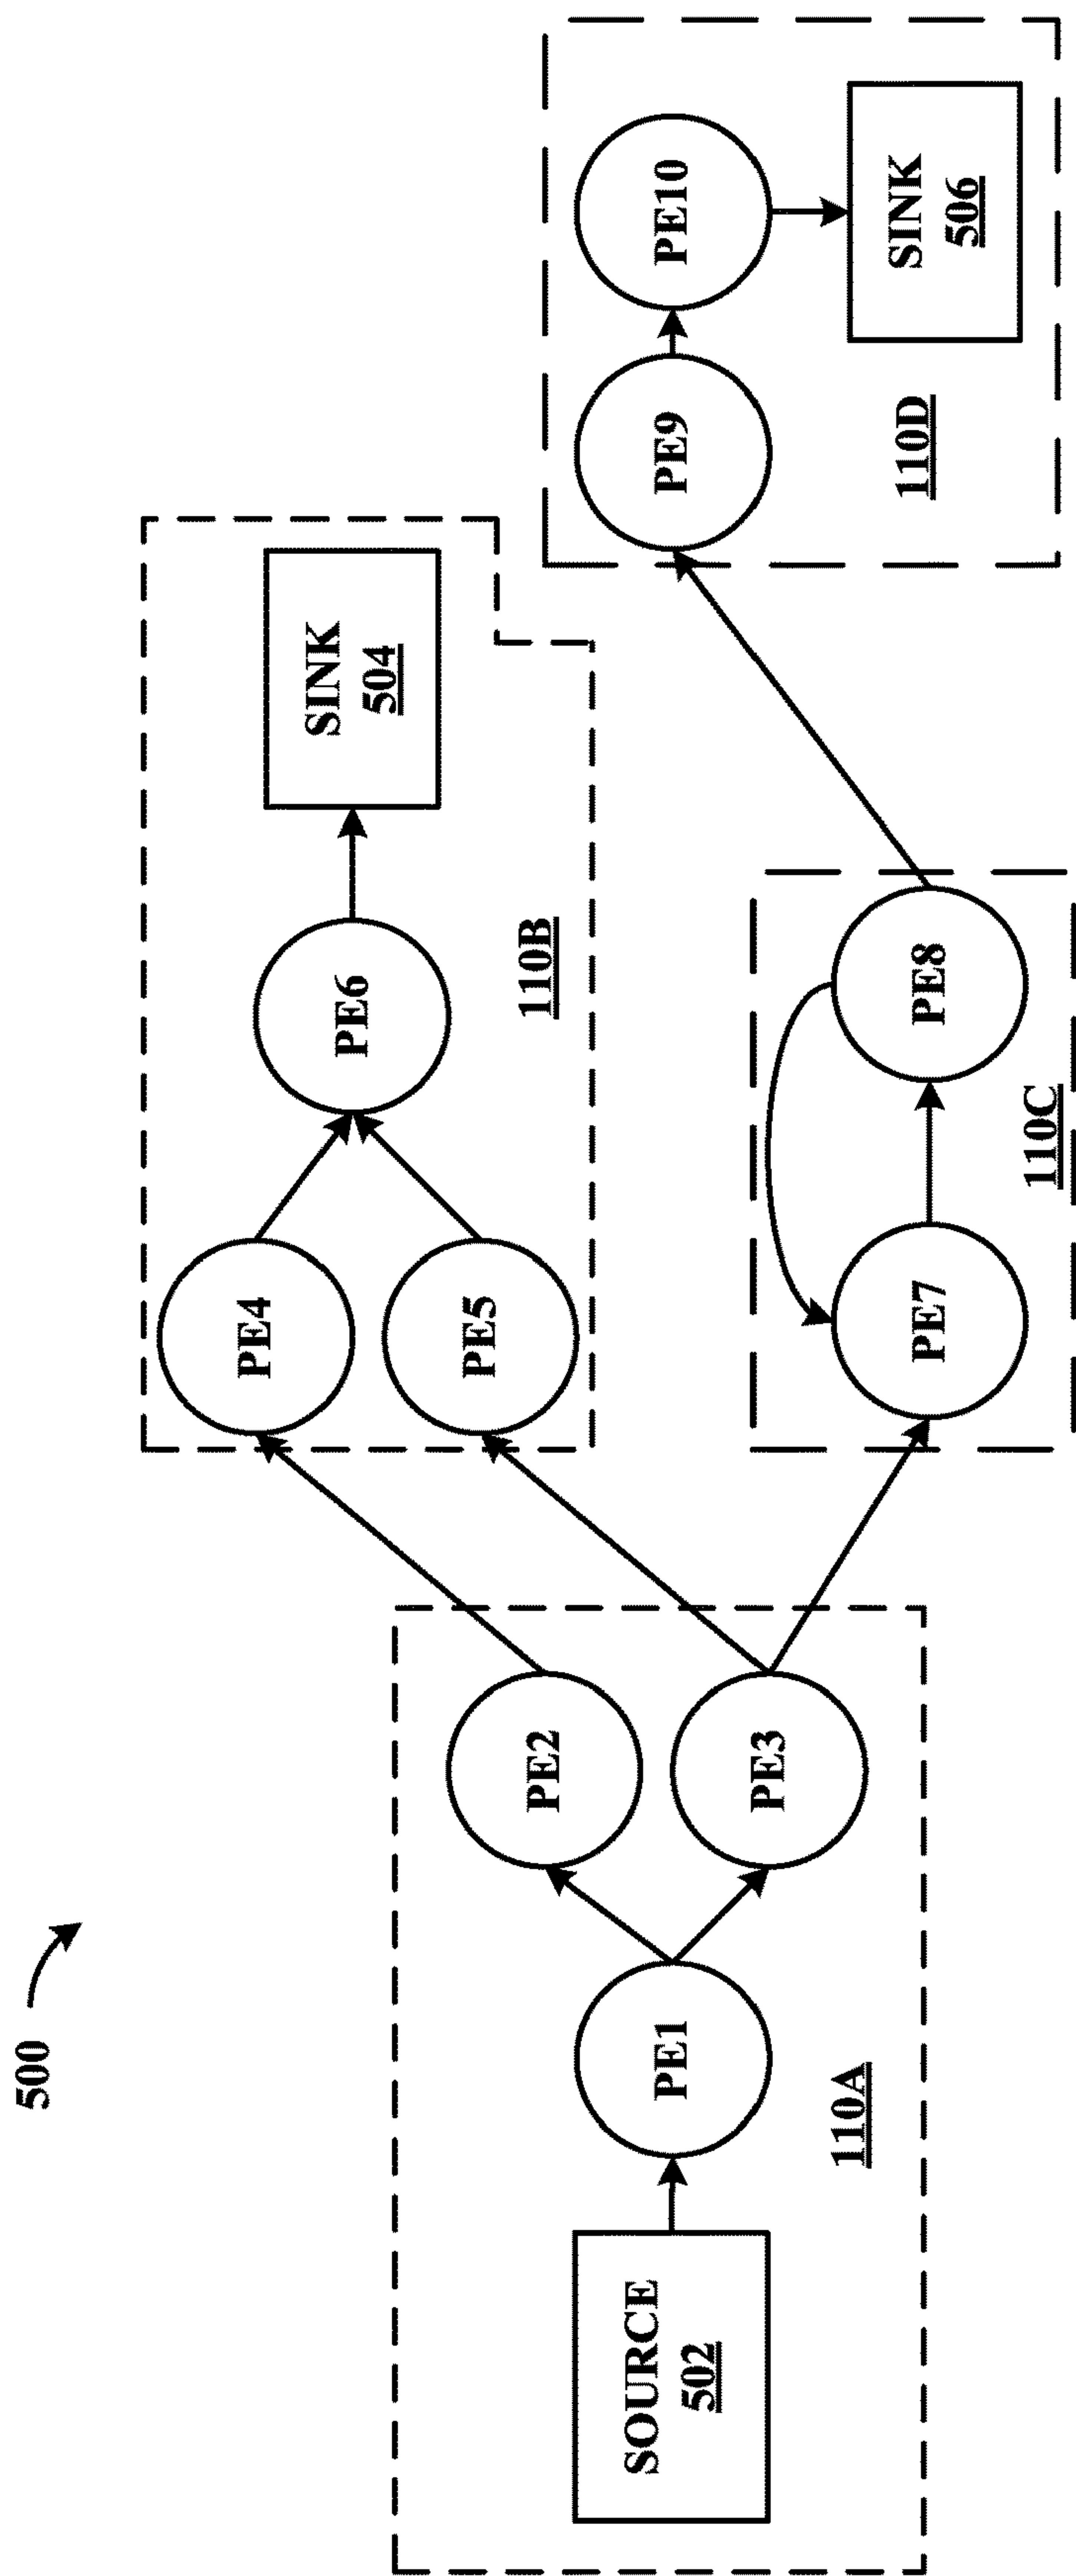 500
SOURCE
502
PE1
110A
PE2
PE3
PE4
PE5
PE6
110B
SINK
504
PE7
PE8
110C
PE9
PE10
110D
SINK
506